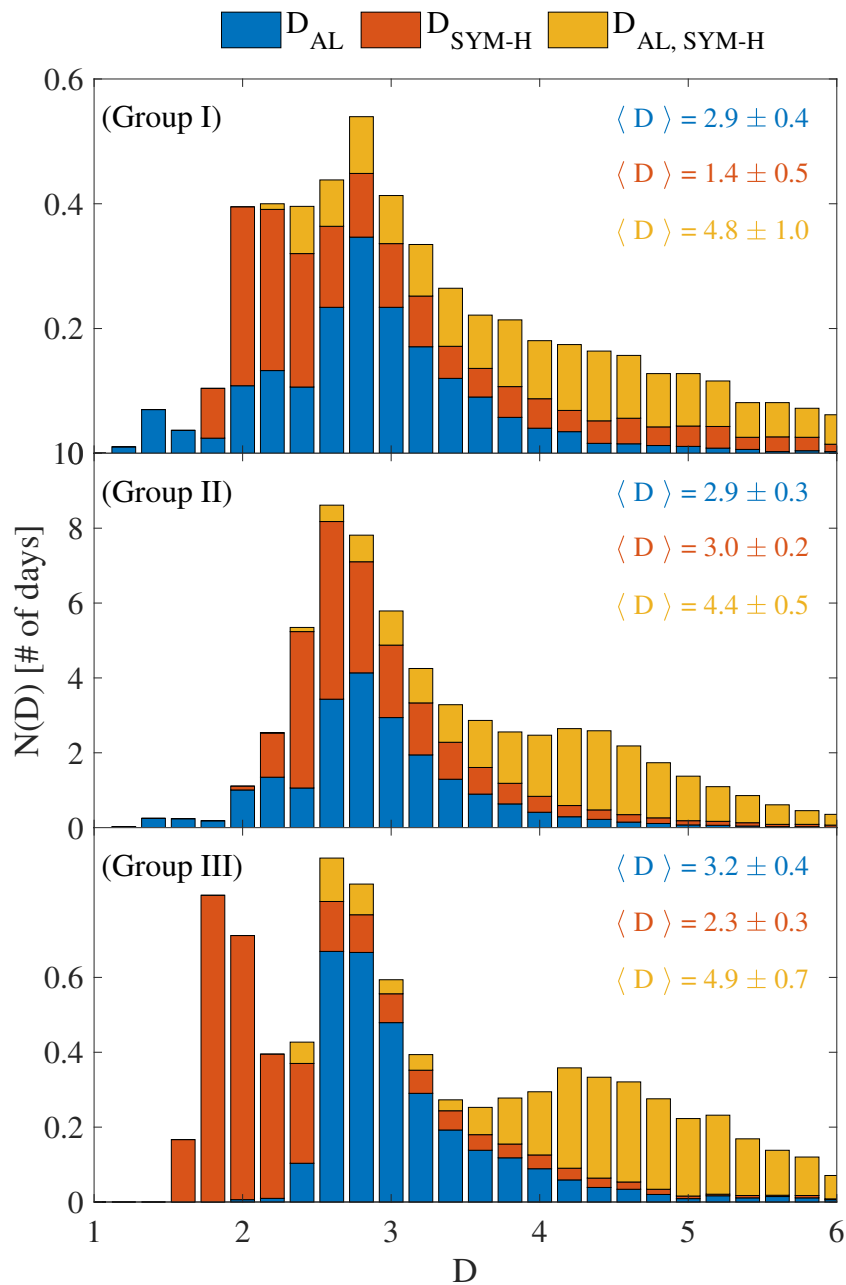 D_AL D_SYM-H D_AL, SYM-H
0.6
(Group I)
⟨ D ⟩ = 2.9 ± 0.4
⟨ D ⟩ = 1.4 ± 0.5
0.4
⟨ D ⟩ = 4.8 ± 1.0
0.2
10
(Group II)
⟨ D ⟩ = 2.9 ± 0.3
8
⟨ D ⟩ = 3.0 ± 0.2
6
⟨ D ⟩ = 4.4 ± 0.5
4
2
0
N(D) [# of days]
(Group III)
⟨ D ⟩ = 3.2 ± 0.4
⟨ D ⟩ = 2.3 ± 0.3
0.6
⟨ D ⟩ = 4.9 ± 0.7
0.4
0.2
0
1 2 3 4 5 6
D